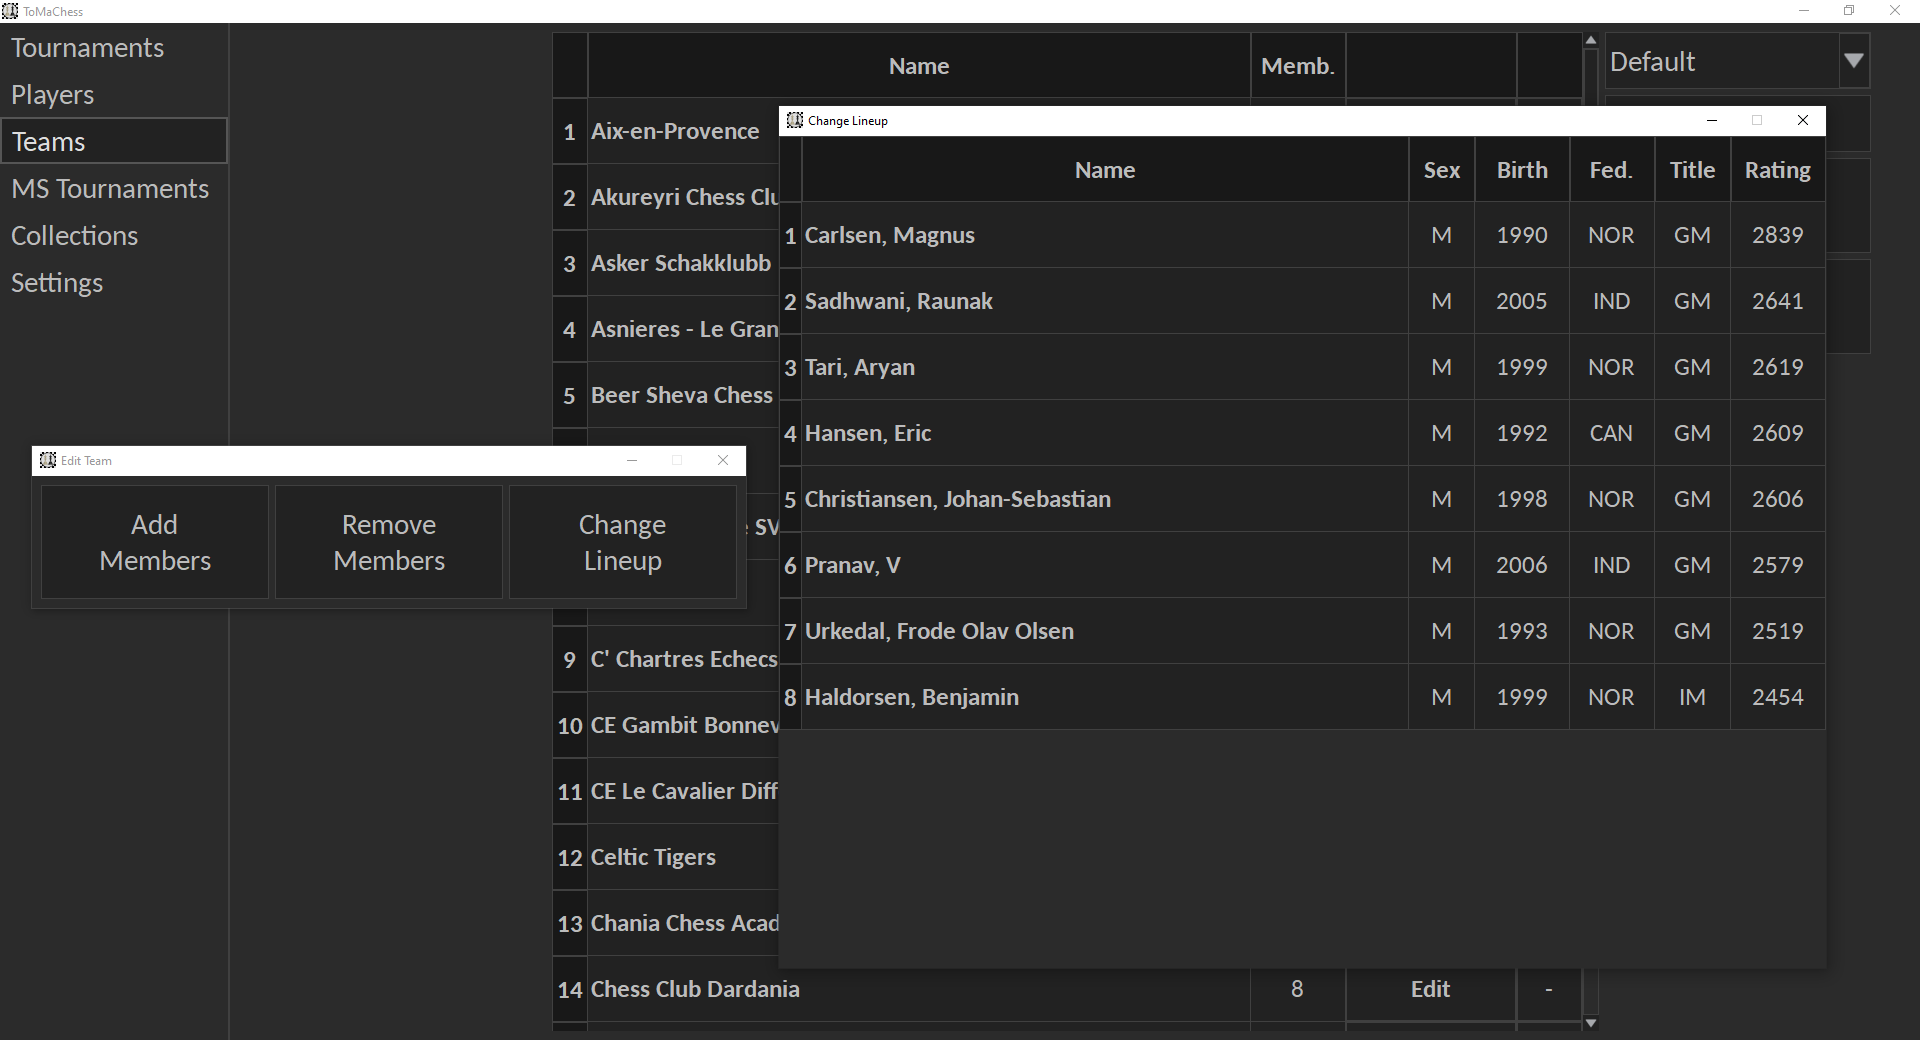 ToMaChess
Tournaments
Players
Teams
MS Tournaments
Collections
Settings
Name Memb.
1 Aix-en-Provence
2 Akureyri Chess Clu
3 Asker Schakklubb
4 Asnieres - Le Gran
5 Beer Sheva Chess
SV
9 C' Chartres Echecs
10 CE Gambit Bonnev
11 CE Le Cavalier Diff
12 Celtic Tigers
13 Chania Chess Acad
14 Chess Club Dardania 8 Edit -
Default
Edit Team
Add Members
Remove Members
Change Lineup
Change Lineup
Name Sex Birth Fed. Title Rating
1 Carlsen, Magnus M 1990 NOR GM 2839
2 Sadhwani, Raunak M 2005 IND GM 2641
3 Tari, Aryan M 1999 NOR GM 2619
4 Hansen, Eric M 1992 CAN GM 2609
5 Christiansen, Johan-Sebastian M 1998 NOR GM 2606
6 Pranav, V M 2006 IND GM 2579
7 Urkedal, Frode Olav Olsen M 1993 NOR GM 2519
8 Haldorsen, Benjamin M 1999 NOR IM 2454